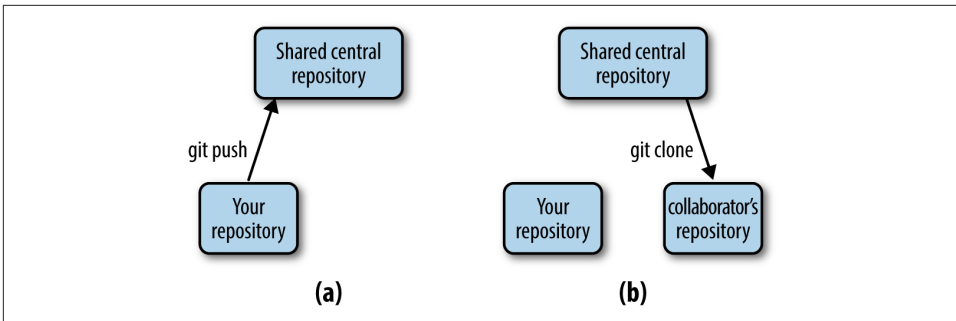 Shared central
repository
git push
Your
repository
(a)
Shared central
repository
git clone
Your
repository
collaborator's
repository
(b)